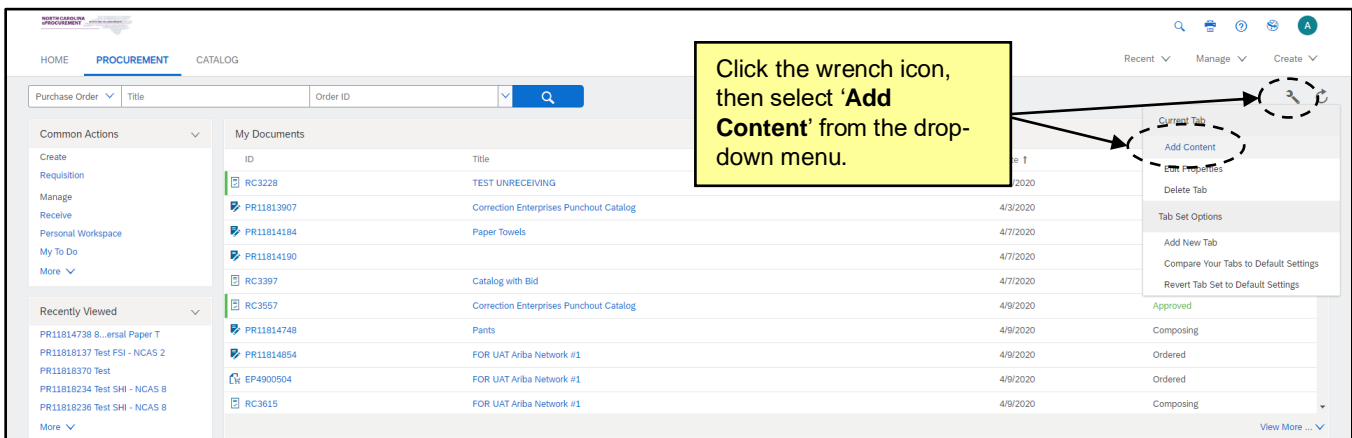 NORTH CAROLINA
ePROCUREMENT
HOME PROCUREMENT CATALOG
Recent Manage Create
A
Click the wrench icon,
then select ‘Add
Content’ from the drop-
down menu.
Purchase Order Title Order ID
Current Tab
Add Content
Edit Properties
Delete Tab
Tab Set Options
Add New Tab
Compare Your Tabs to Default Settings
Revert Tab Set to Default Settings
Common Actions
Create
Requisition
Manage
Receive
Personal Workspace
My To Do
More
Recently Viewed
PR11814738 8...ersal Paper T
PR11818137 Test FSI - NCAS 2
PR11818370 Test
PR11818234 Test SHI - NCAS 8
PR11818236 Test SHI - NCAS 8
More
My Documents
ID Title te ↑
RC3228 TEST UNRECEIVING /2020
PR11813907 Correction Enterprises Punchout Catalog 4/3/2020
PR11814184 Paper Towels 4/7/2020
PR11814190 4/7/2020
RC3397 Catalog with Bid 4/7/2020
RC3557 Correction Enterprises Punchout Catalog 4/9/2020 Approved
PR11814748 Pants 4/9/2020 Composing
PR11814854 FOR UAT Ariba Network #1 4/9/2020 Ordered
EP4900504 FOR UAT Ariba Network #1 4/9/2020 Ordered
RC3615 FOR UAT Ariba Network #1 4/9/2020 Composing
View More ...